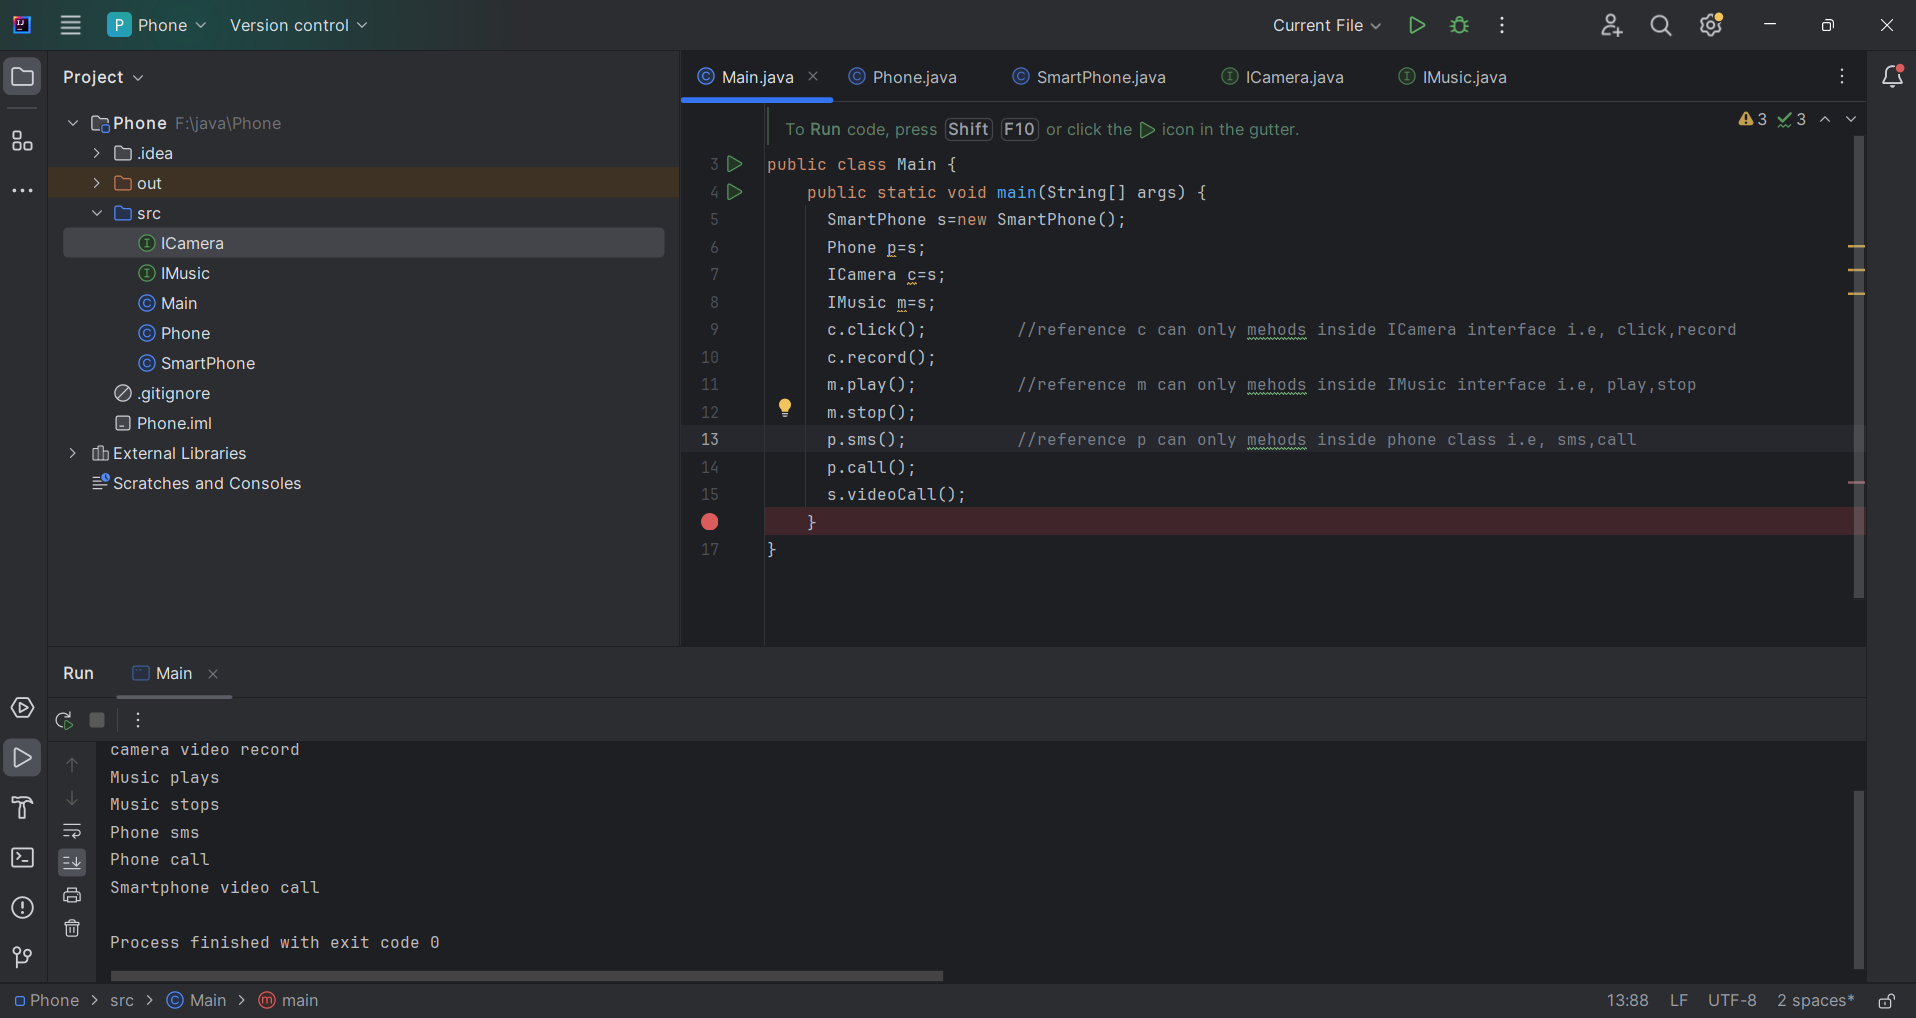 P Phone Version control Current File
Project
Main.java Phone.java SmartPhone.java ICamera.java IMusic.java
Phone F:\java\Phone
.idea
out
src
ICamera
IMusic
Main
Phone
SmartPhone
.gitignore
Phone.iml
External Libraries
Scratches and Consoles
To Run code, press Shift F10 or click the icon in the gutter.
3 3
3 public class Main {
4 public static void main(String[] args) {
5 SmartPhone s=new SmartPhone();
6 Phone p=s;
7 ICamera c=s;
8 IMusic m=s;
9 c.click(); //reference c can only mehods inside ICamera interface i.e, click,record
10 c.record();
11 m.play(); //reference m can only mehods inside IMusic interface i.e, play,stop
12 m.stop();
13 p.sms(); //reference p can only mehods inside phone class i.e, sms,call
14 p.call();
15 s.videoCall();
}
17 }
Run Main
camera video record
Music plays
Music stops
Phone sms
Phone call
Smartphone video call
Process finished with exit code 0
Phone > src > Main > main
13:88 LF UTF-8 2 spaces*